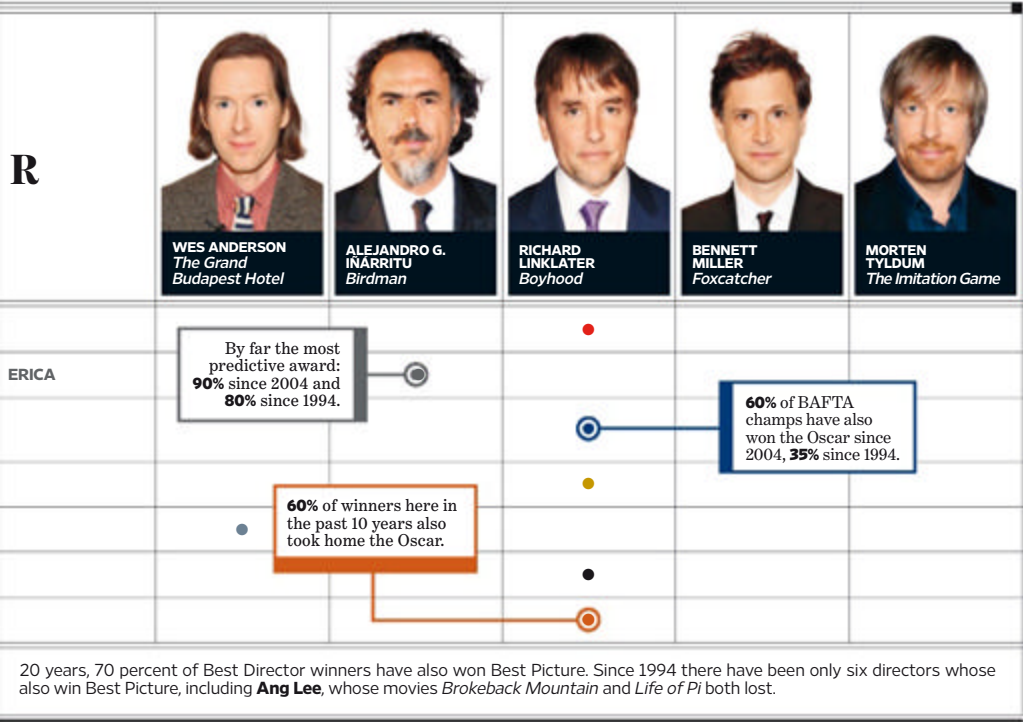 R
WES ANDERSON
The Grand
Budapest Hotel
ALEJANDRO G.
IÑÁRRITU
Birdman
RICHARD
LINKLATER
Boyhood
BENNETT
MILLER
Foxcatcher
MORTEN
TYLDUM
The Imitation Game
By far the most
predictive award:
90% since 2004 and
80% since 1994.
ERICA
60% of BAFTA
champs have also
won the Oscar since
2004, 35% since 1994.
60% of winners here in
the past 10 years also
took home the Oscar.
20 years, 70 percent of Best Director winners have also won Best Picture. Since 1994 there have been only six directors whose
also win Best Picture, including Ang Lee, whose movies Brokeback Mountain and Life of Pi both lost.